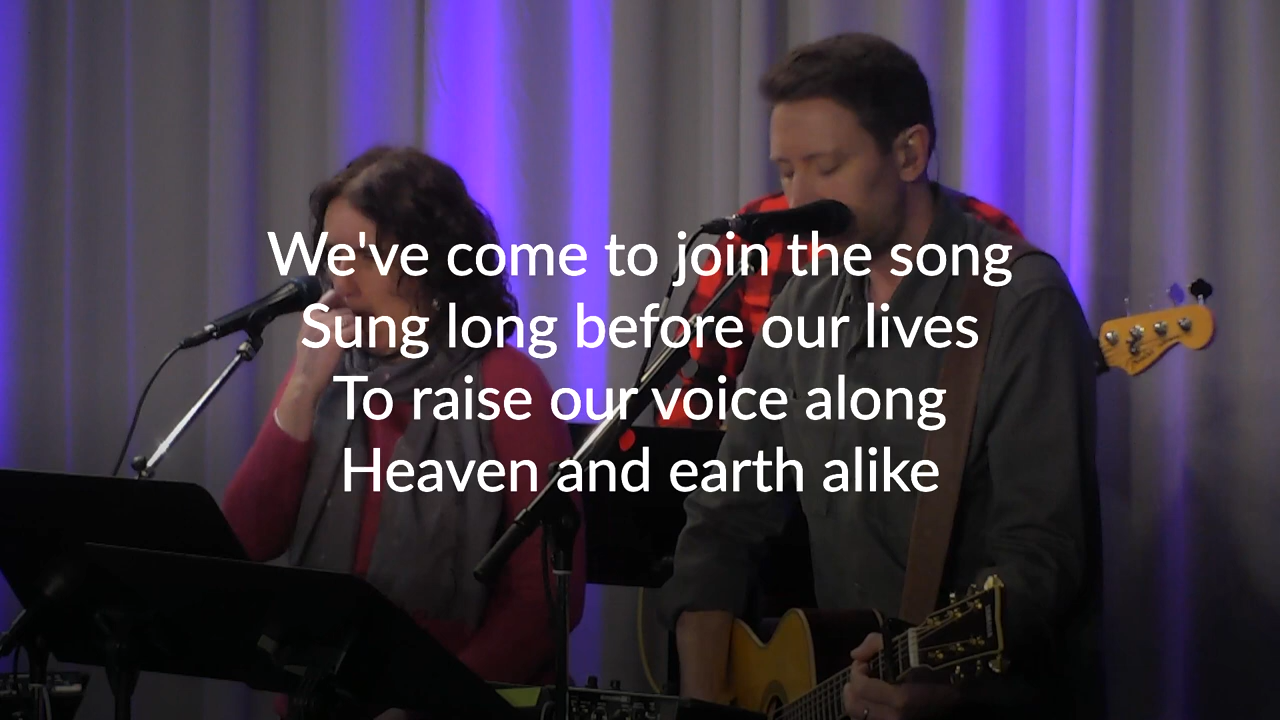 We've come to join the song
Sung long before our lives
To raise our voice along
Heaven and earth alike